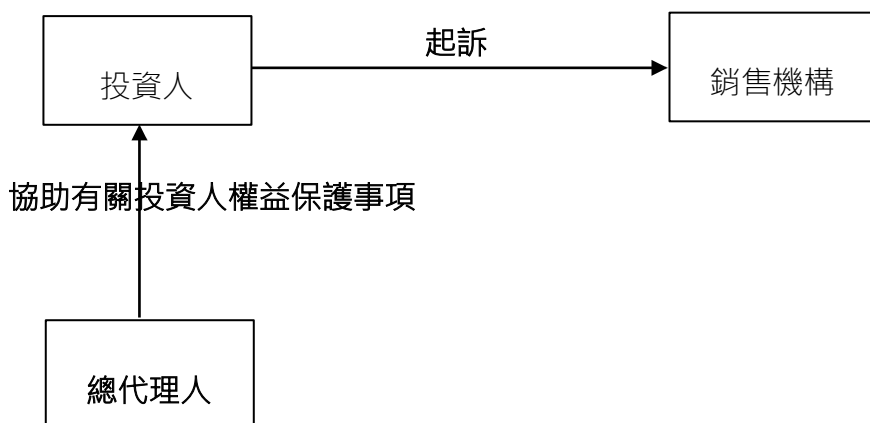 起訴
投資人
銷售機構
協助有關投資人權益保護事項
總代理人